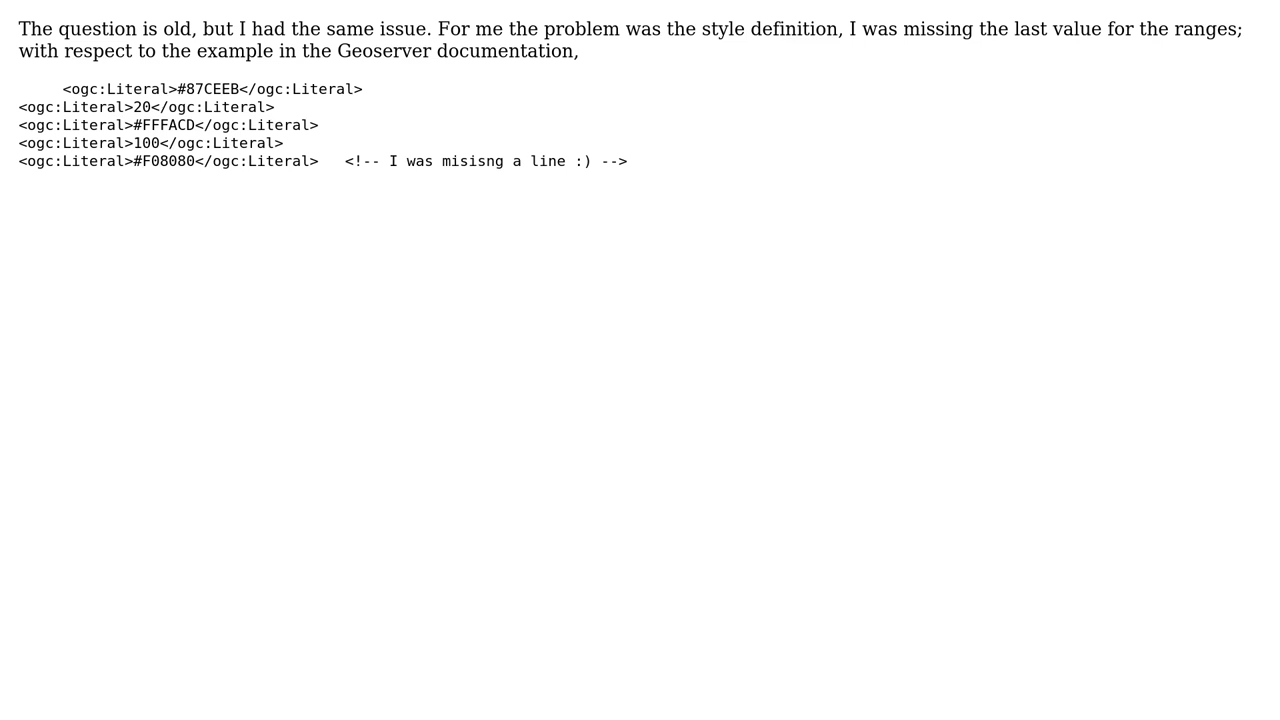 The question is old, but I had the same issue. For me the problem was the style definition, I was missing the last value for the ranges;
with respect to the example in the Geoserver documentation,
     <ogc:Literal>#87CEEB</ogc:Literal>
<ogc:Literal>20</ogc:Literal>
<ogc:Literal>#FFFACD</ogc:Literal>
<ogc:Literal>100</ogc:Literal>
<ogc:Literal>#F08080</ogc:Literal>   <!-- I was misisng a line :) -->